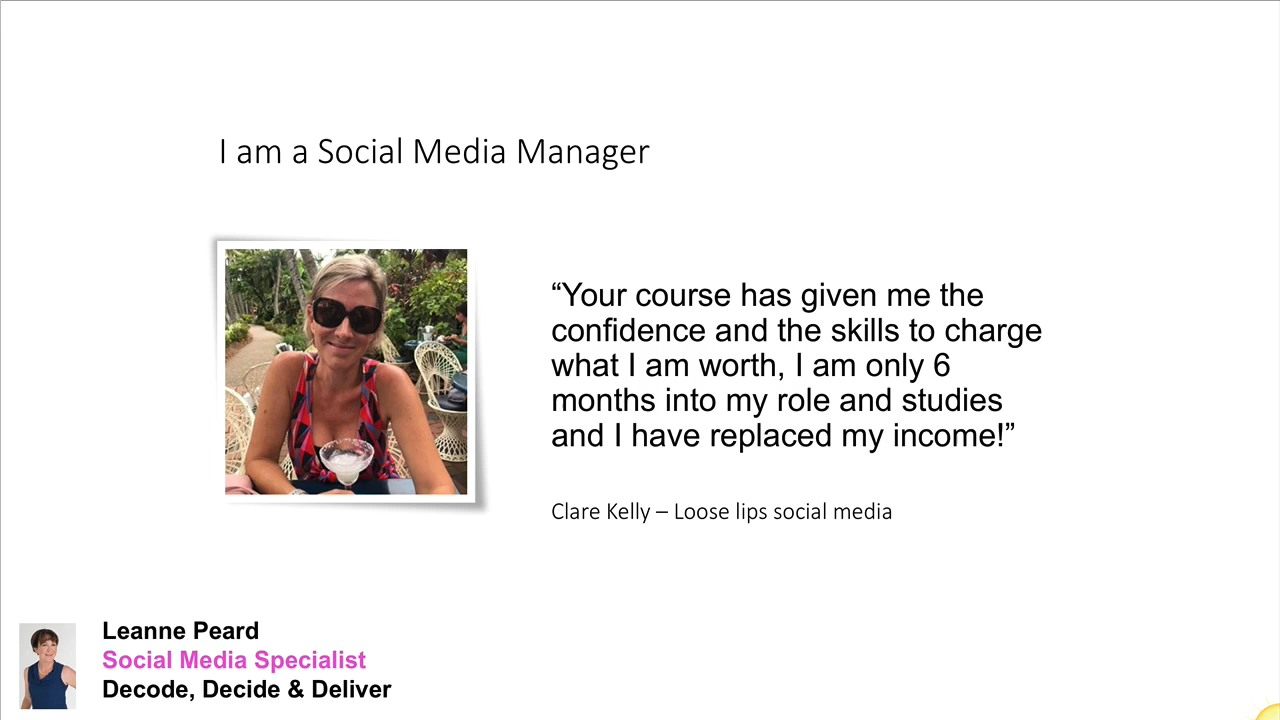 I am a Social Media Manager
“Your course has given me the
confidence and the skills to charge
what I am worth, I am only 6
months into my role and studies
and I have replaced my income!”
Clare Kelly – Loose lips social media
Leanne Peard
Social Media Specialist
Decode, Decide & Deliver